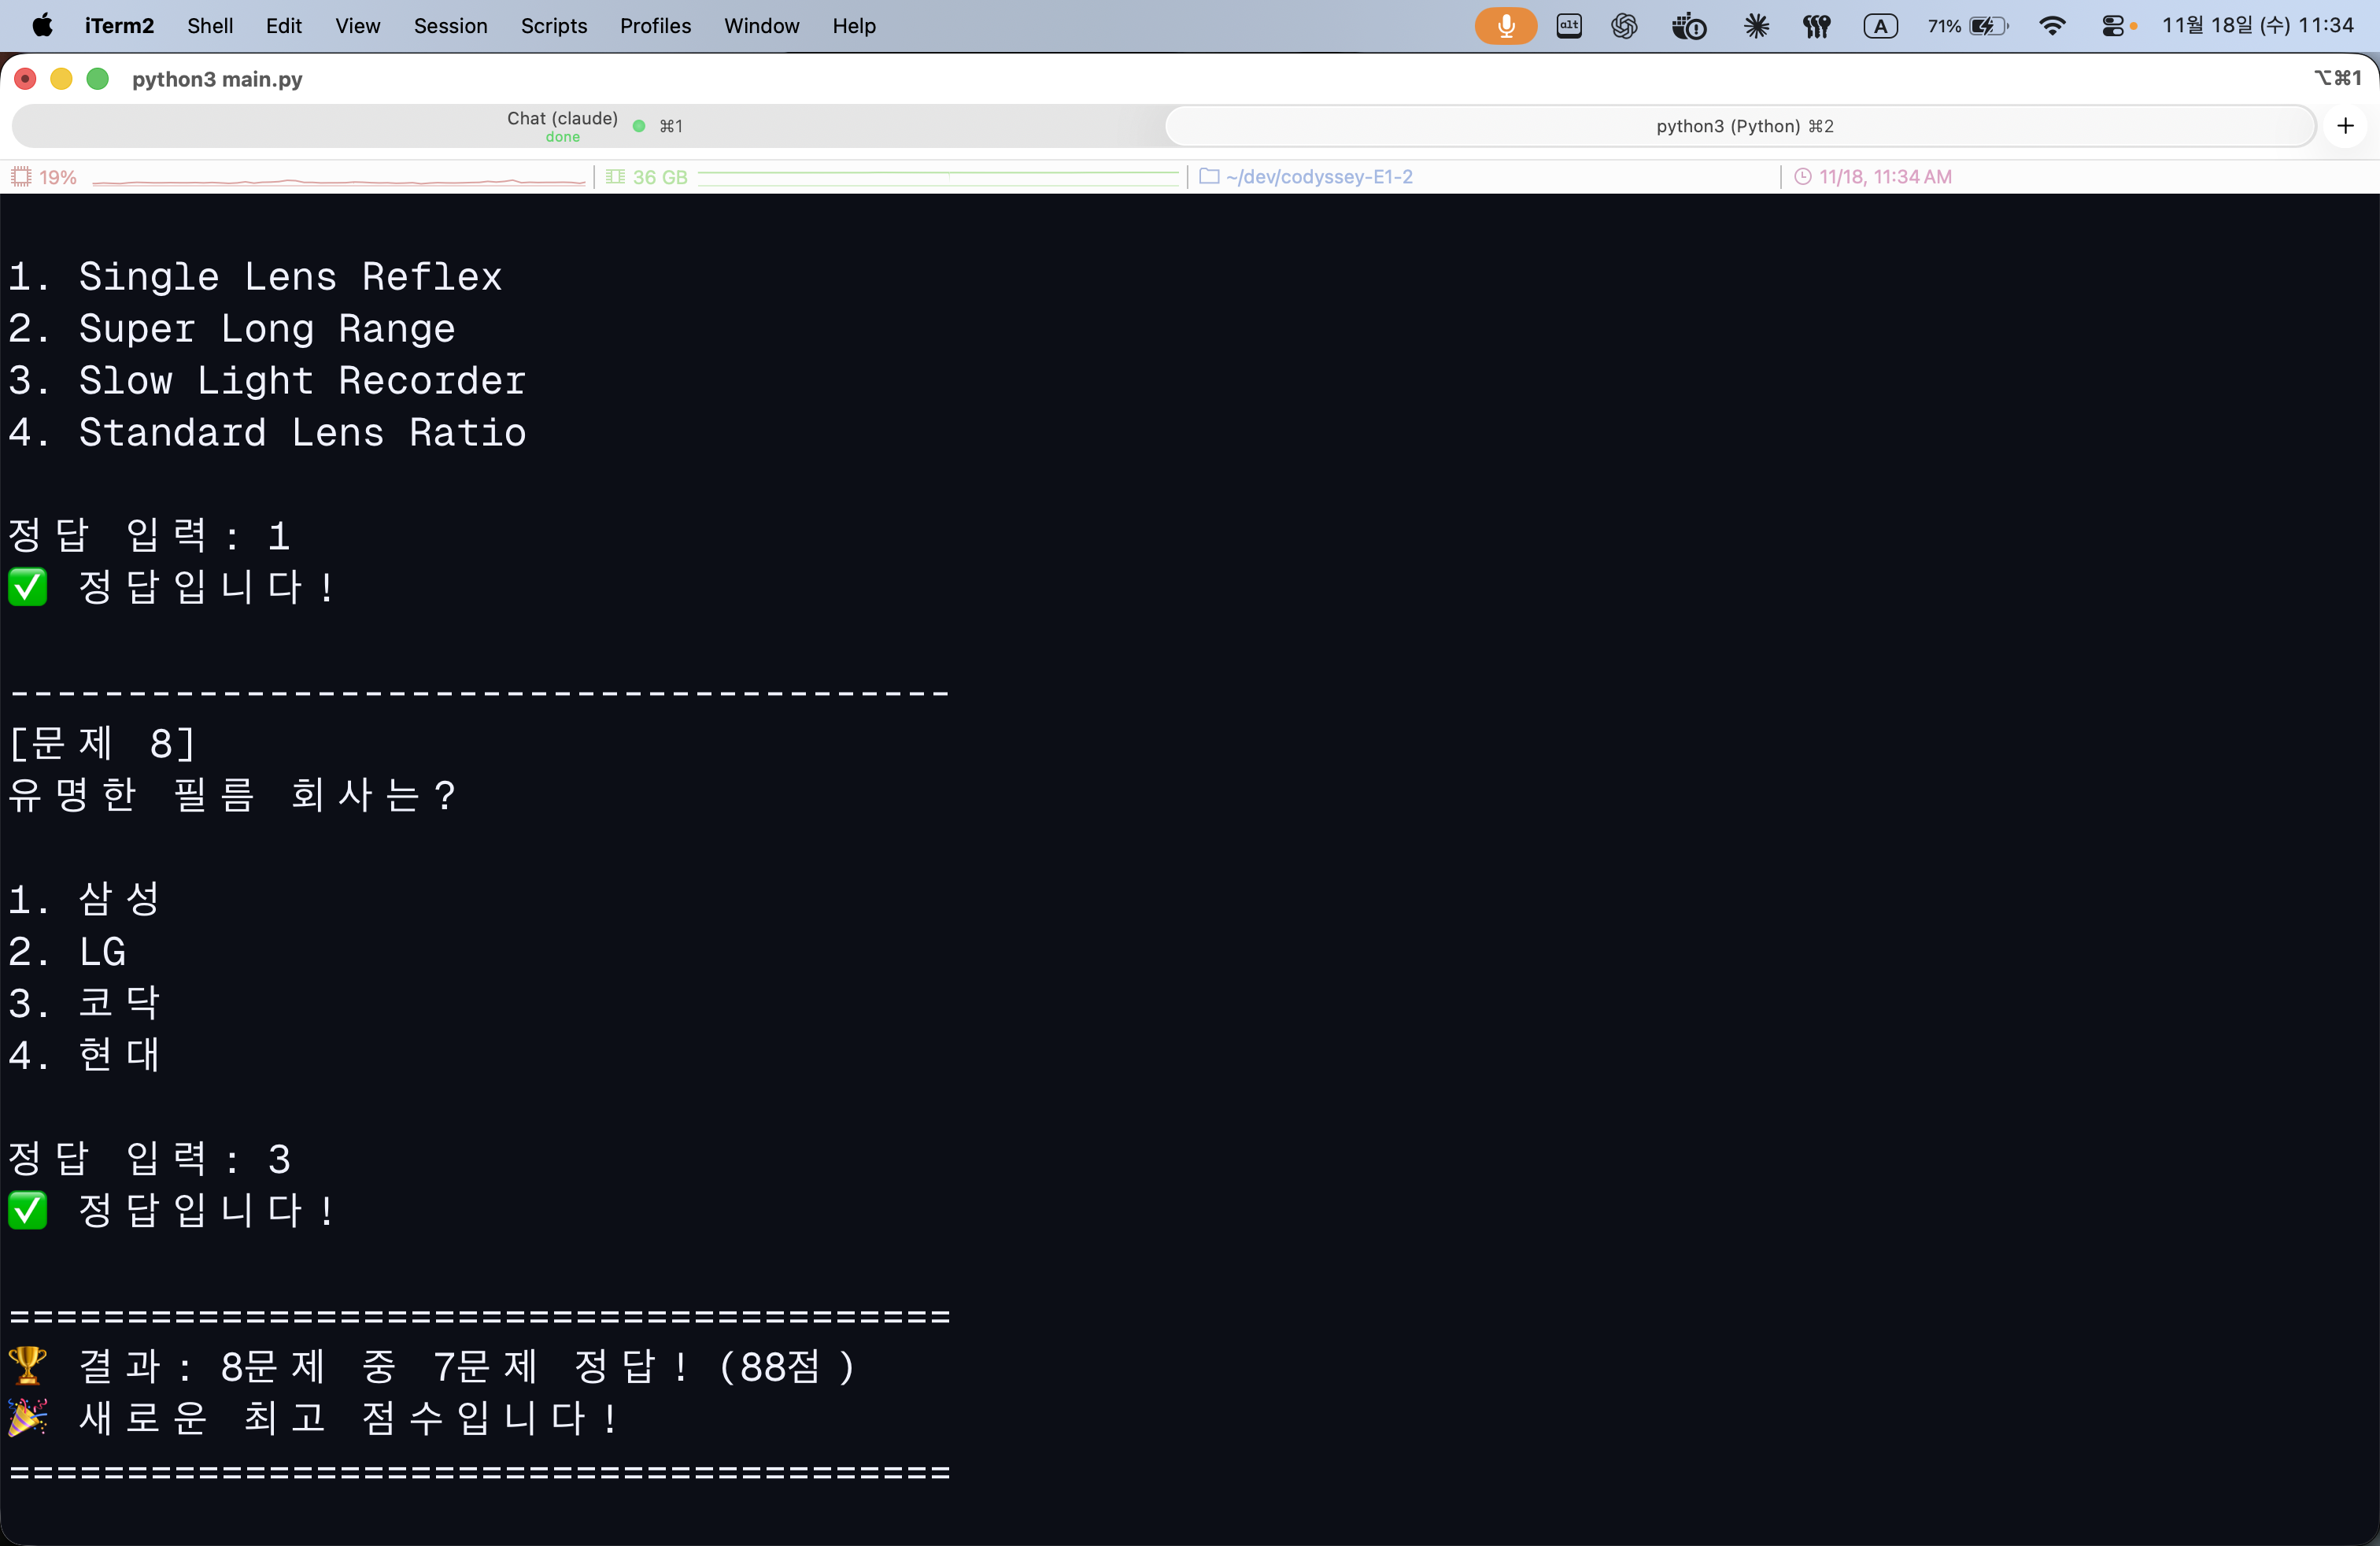 iTerm2 Shell Edit View Session Scripts Profiles Window Help alt A 71% 11월 18일 (수) 11:34
python3 main.py ⌥⌘1
Chat (claude) ⌘1 python3 (Python) ⌘2 +
done
19% 36 GB ~/dev/codyssey-E1-2 11/18, 11:34 AM
1. Single Lens Reflex
2. Super Long Range
3. Slow Light Recorder
4. Standard Lens Ratio
정답 입력: 1
✅ 정답입니다!
----------------------------------------
[문제 8]
유명한 필름 회사는?
1. 삼성
2. LG
3. 코닥
4. 현대
정답 입력: 3
✅ 정답입니다!
========================================
🏆 결과: 8문제 중 7문제 정답! (88점)
🎉 새로운 최고 점수입니다!
========================================